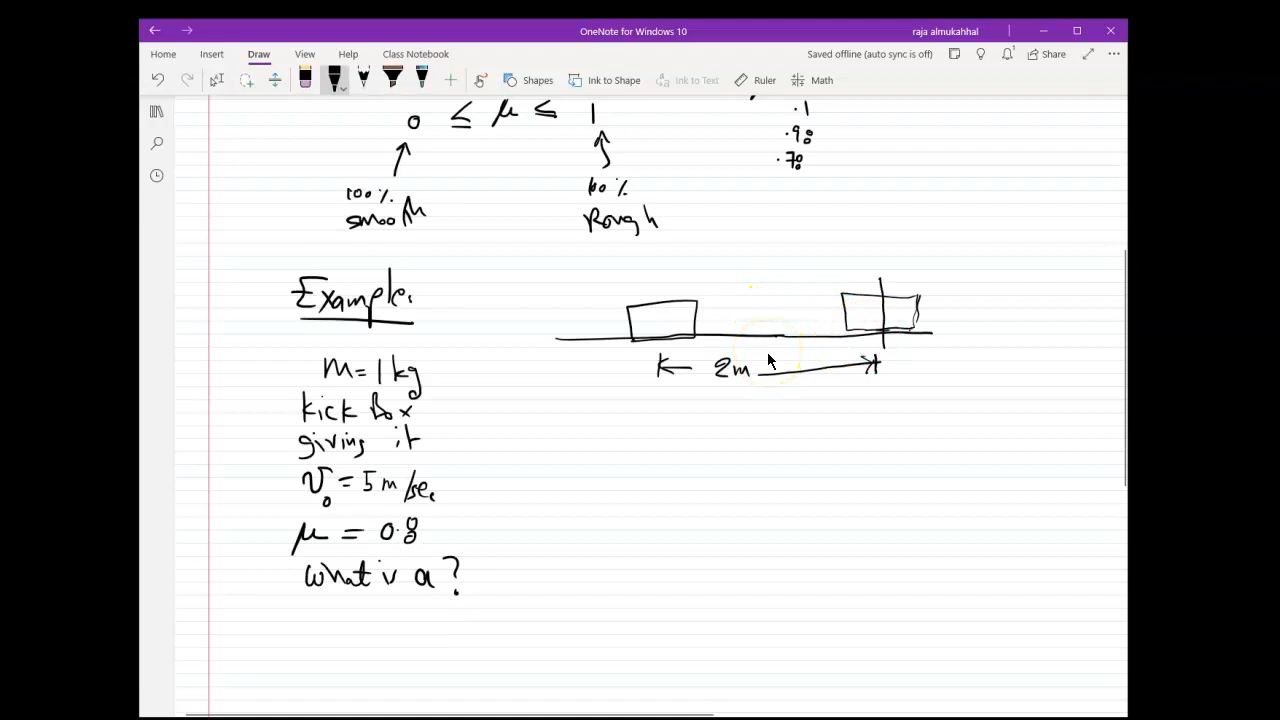 OneNote for Windows 10
raja almukahhal
Home Insert Draw View Help Class Notebook
Saved offline (auto sync is off)
Share
Shapes
Ink to Shape
Ink to Text
Ruler
Math
0 ≤ μ ≤ 1
.1
.98
.78
100%
smooth
100%
Rough
Example.
m = 1 kg
kick Box
giving it
v₀ = 5 m/sec
μ = 0.8
what is a?
2m